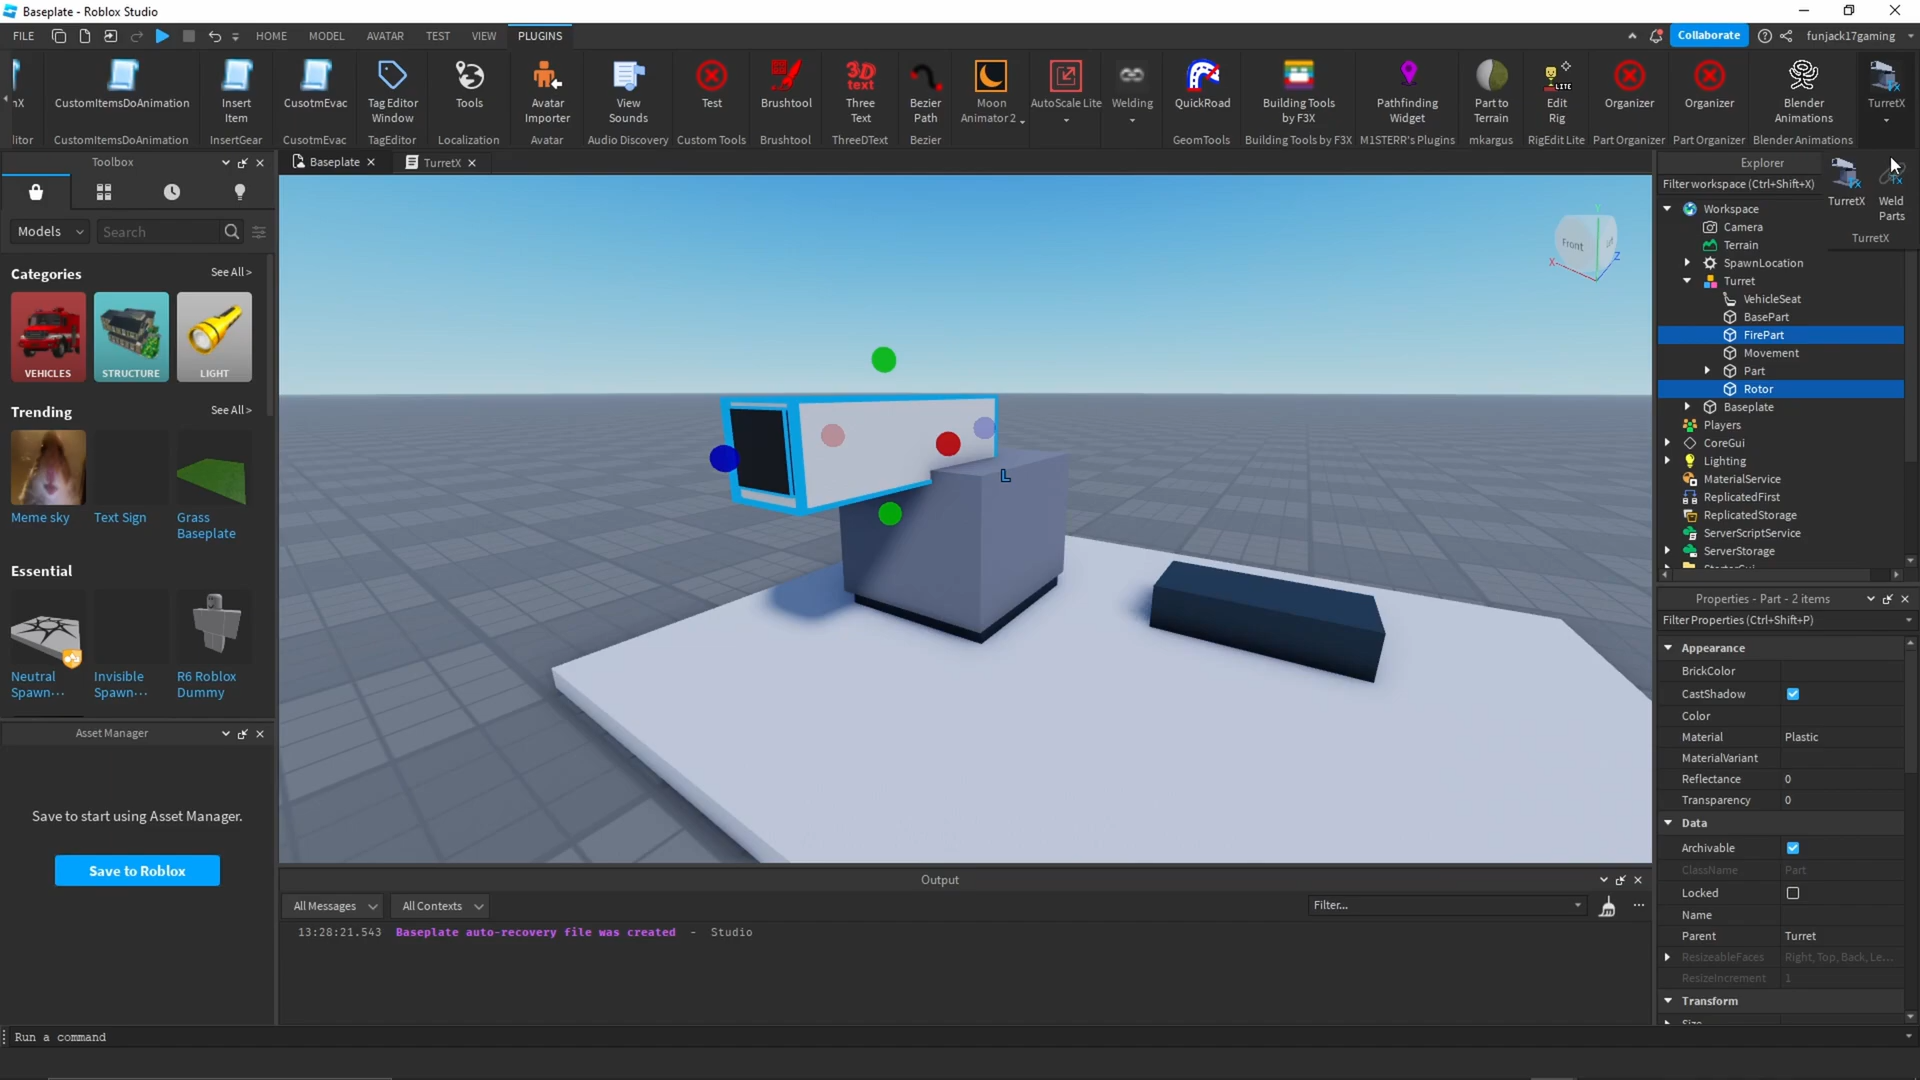 Baseplate - Roblox Studio
FILE HOME MODEL AVATAR TEST VIEW PLUGINS Collaborate funjack17gaming
CustomItemsDoAnimation
CustomItemsDoAnimation
Insert
Item
InsertGear
CusotmEvac
CusotmEvac
Tag Editor
Window
TagEditor
Tools
Localization
Avatar
Importer
Avatar
View
Sounds
Audio Discovery
Test
Custom Tools
Brushtool
Brushtool
3D
text
Three
Text
ThreeDText
Bezier
Path
Bezier
Moon
Animator 2
AutoScale Lite
Welding
QuickRoad
GeomTools
Building Tools
by F3X
Building Tools by F3X
Pathfinding
Widget
M1STERR's Plugins
Part to
Terrain
mkargus
LITE
Edit
Rig
RigEdit Lite
Organizer
Part Organizer
Organizer
Part Organizer
Blender
Animations
Blender Animations
TurretX
Toolbox
Models
Search
Categories See All >
VEHICLES STRUCTURE LIGHT
Trending See All >
Meme sky
Text Sign
Grass
Baseplate
Essential
Neutral
Spawn...
Invisible
Spawn...
R6 Roblox
Dummy
Asset Manager
Save to start using Asset Manager.
Save to Roblox
Baseplate
TurretX
Front
X
Z
L
Output
All Messages
All Contexts
Filter...
13:28:21.543 Baseplate auto-recovery file was created - Studio
Run a command
Explorer
Filter workspace (Ctrl+Shift+X)
TurretX
Weld
Parts
TurretX
Workspace
Camera
Terrain
SpawnLocation
Turret
VehicleSeat
BasePart
FirePart
Movement
Part
Rotor
Baseplate
Players
CoreGui
Lighting
MaterialService
ReplicatedFirst
ReplicatedStorage
ServerScriptService
ServerStorage
Properties - Part - 2 items
Filter Properties (Ctrl+Shift+P)
Appearance
BrickColor
CastShadow
Color
Material Plastic
MaterialVariant
Reflectance 0
Transparency 0
Data
Archivable
ClassName Part
Locked
Name
Parent Turret
ResizeableFaces Right, Top, Back, Le...
ResizeIncrement 1
Transform